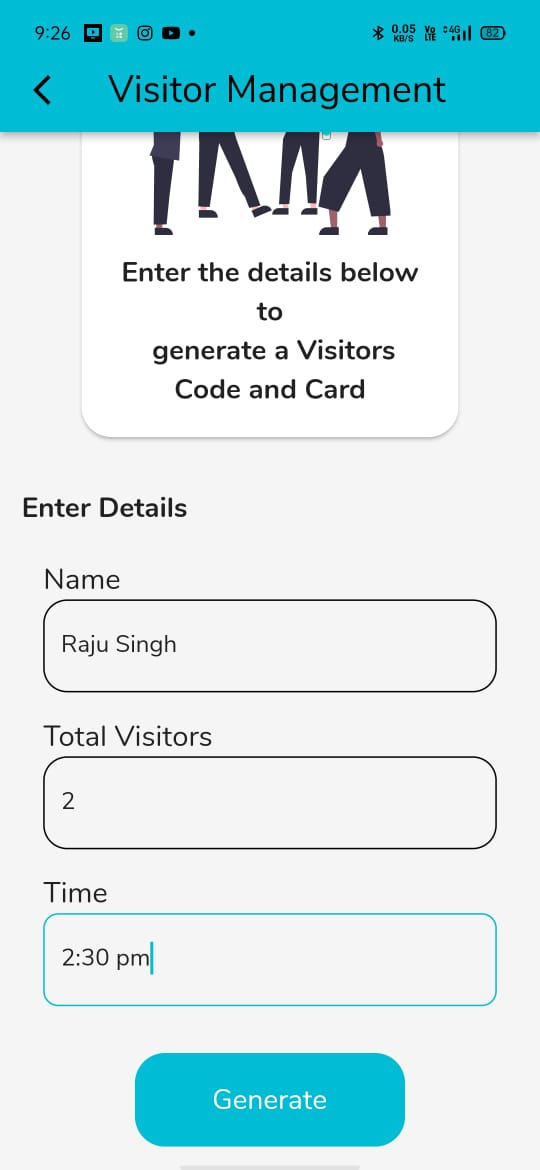 9:26
0.05 KB/S
Vo LTE
4G
82
Visitor Management
Enter the details below
to
generate a Visitors
Code and Card
Enter Details
Name
Raju Singh
Total Visitors
2
Time
2:30 pm
Generate